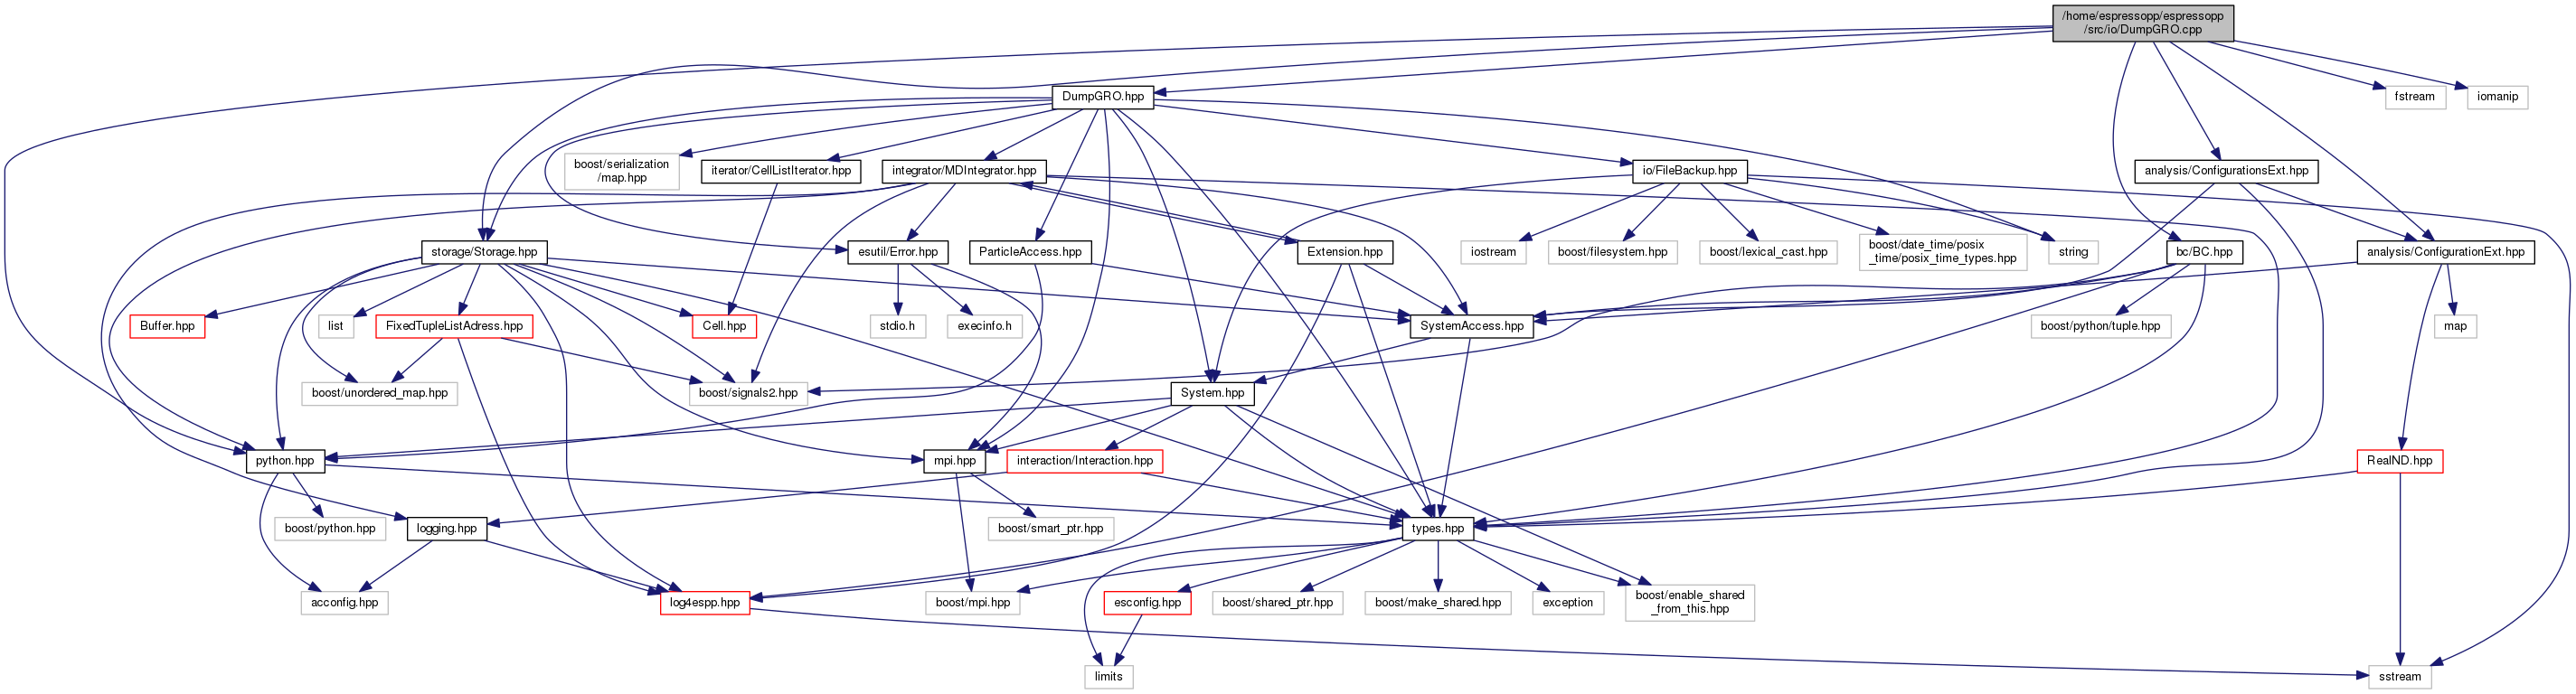 /home/espressopp/espressopp
/src/io/DumpGRO.cpp
DumpGRO.hpp
fstream
iomanip
boost/serialization
/map.hpp
iterator/CellListIterator.hpp
integrator/MDIntegrator.hpp
io/FileBackup.hpp
analysis/ConfigurationsExt.hpp
storage/Storage.hpp
esutil/Error.hpp
ParticleAccess.hpp
Extension.hpp
iostream
boost/filesystem.hpp
boost/lexical_cast.hpp
boost/date_time/posix
_time/posix_time_types.hpp
string
bc/BC.hpp
analysis/ConfigurationExt.hpp
Buffer.hpp
list
FixedTupleListAdress.hpp
Cell.hpp
stdio.h
execinfo.h
SystemAccess.hpp
boost/python/tuple.hpp
map
boost/unordered_map.hpp
boost/signals2.hpp
System.hpp
python.hpp
mpi.hpp
interaction/Interaction.hpp
RealND.hpp
boost/python.hpp
logging.hpp
boost/smart_ptr.hpp
types.hpp
acconfig.hpp
log4espp.hpp
boost/mpi.hpp
esconfig.hpp
boost/shared_ptr.hpp
boost/make_shared.hpp
exception
boost/enable_shared
_from_this.hpp
limits
sstream